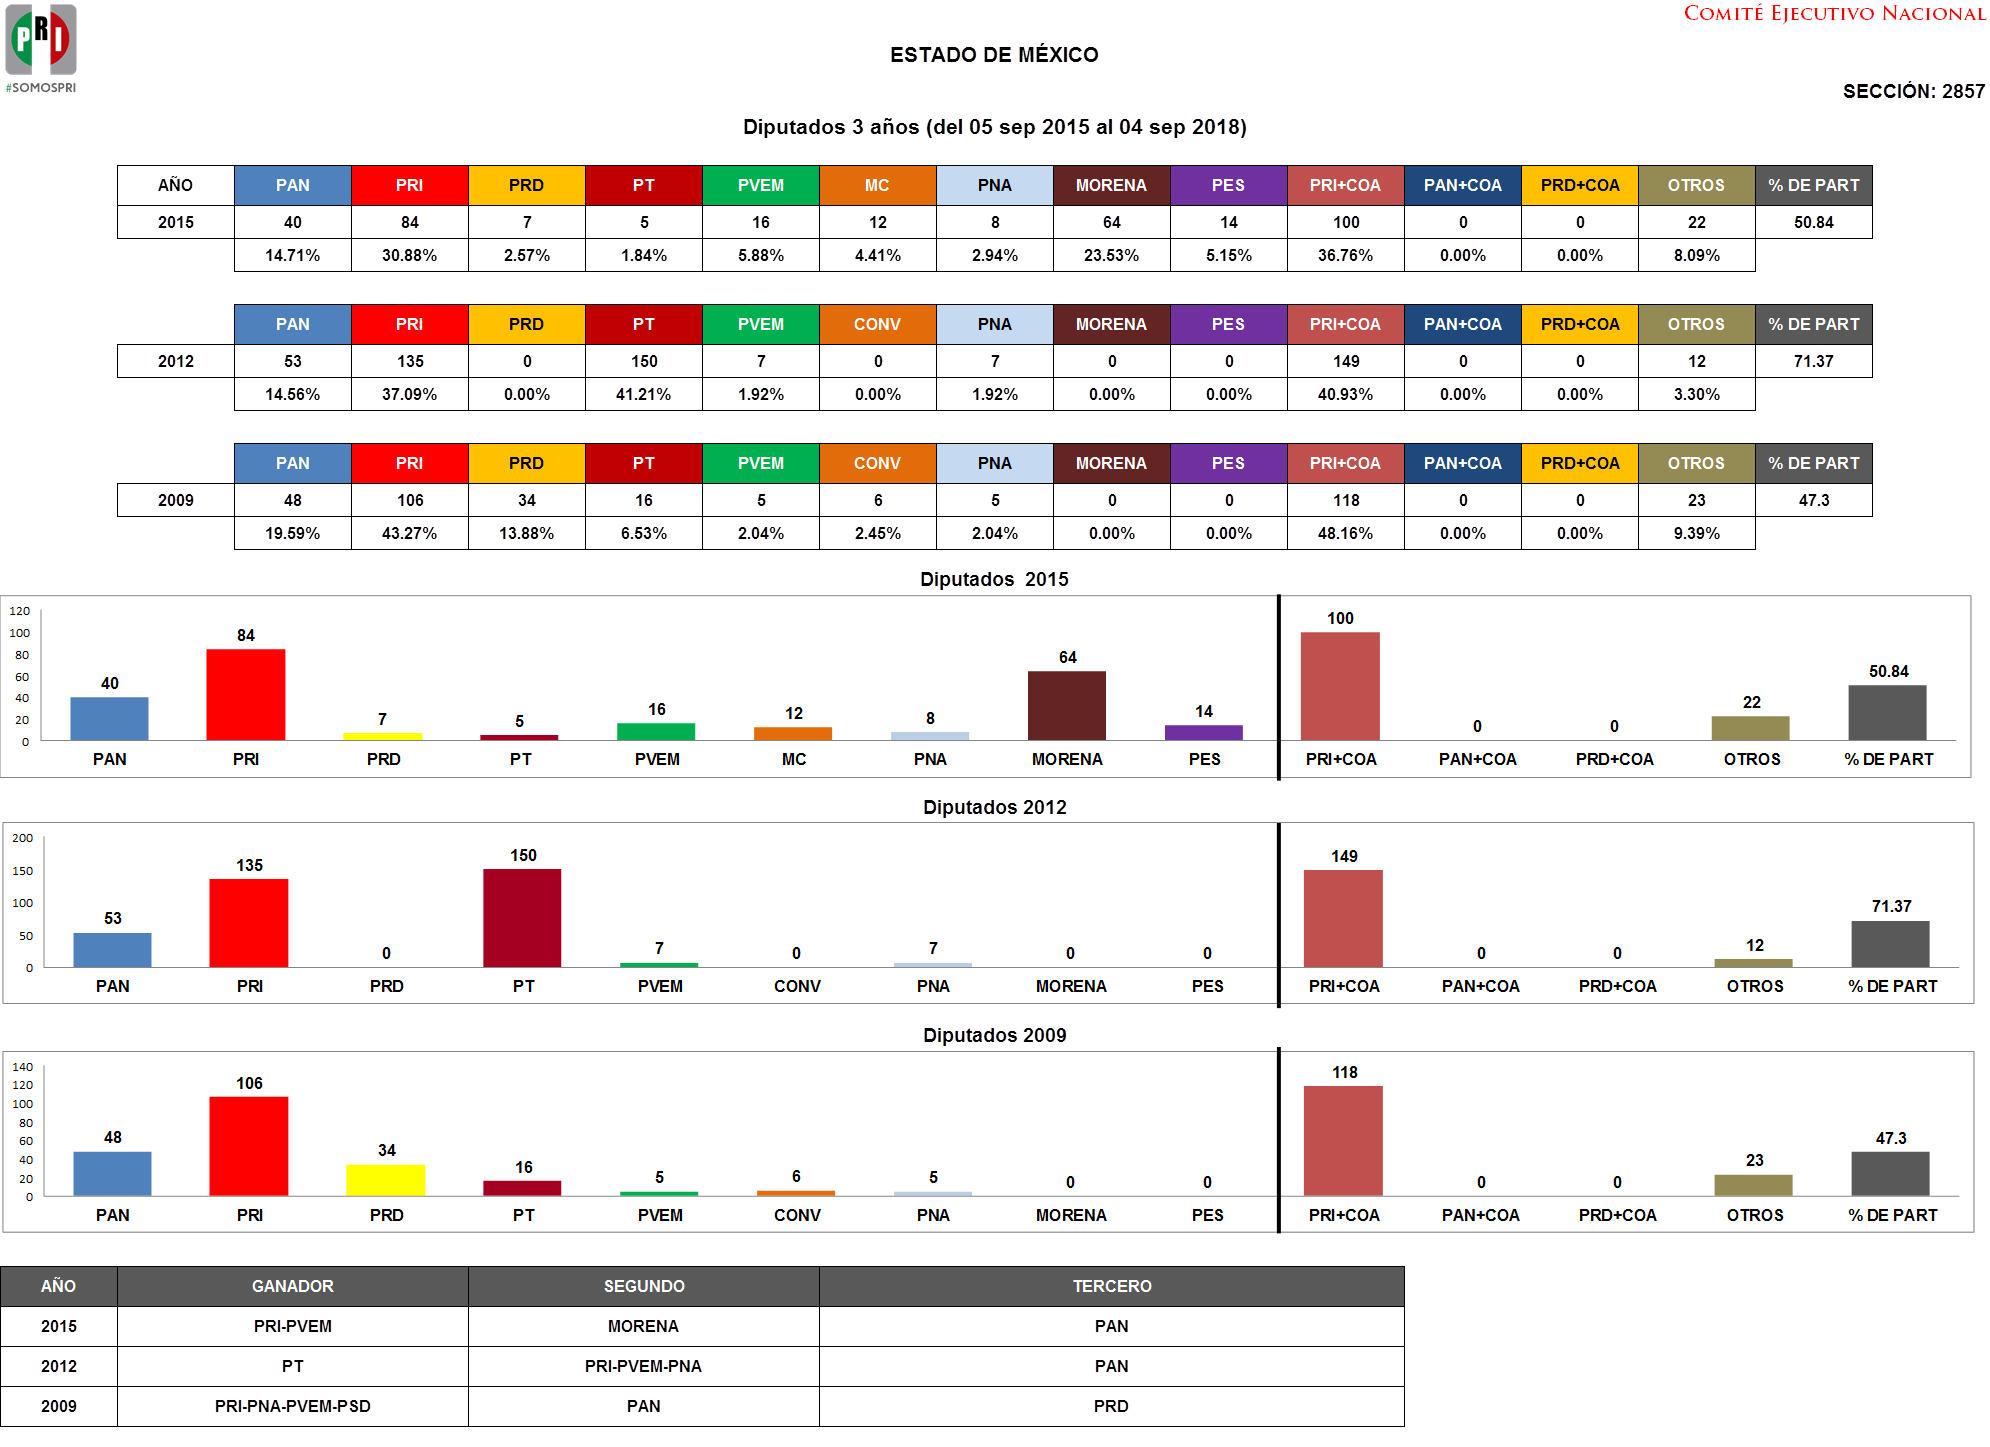 PRI
#SOMOSPRI
COMITÉ EJECUTIVO NACIONAL
ESTADO DE MÉXICO
SECCIÓN: 2857
Diputados 3 años (del 05 sep 2015 al 04 sep 2018)
AÑO PAN PRI PRD PT PVEM MC PNA MORENA PES PRI+COA PAN+COA PRD+COA OTROS % DE PART
2015 40 84 7 5 16 12 8 64 14 100 0 0 22 50.84
14.71% 30.88% 2.57% 1.84% 5.88% 4.41% 2.94% 23.53% 5.15% 36.76% 0.00% 0.00% 8.09%
PAN PRI PRD PT PVEM CONV PNA MORENA PES PRI+COA PAN+COA PRD+COA OTROS % DE PART
2012 53 135 0 150 7 0 7 0 0 149 0 0 12 71.37
14.56% 37.09% 0.00% 41.21% 1.92% 0.00% 1.92% 0.00% 0.00% 40.93% 0.00% 0.00% 3.30%
PAN PRI PRD PT PVEM CONV PNA MORENA PES PRI+COA PAN+COA PRD+COA OTROS % DE PART
2009 48 106 34 16 5 6 5 0 0 118 0 0 23 47.3
19.59% 43.27% 13.88% 6.53% 2.04% 2.45% 2.04% 0.00% 0.00% 48.16% 0.00% 0.00% 9.39%
Diputados 2015
120
100
80
60
40
20
0
40 84 7 5 16 12 8 64 14 100 0 0 22 50.84
PAN PRI PRD PT PVEM MC PNA MORENA PES PRI+COA PAN+COA PRD+COA OTROS % DE PART
Diputados 2012
200
150
100
50
0
53 135 0 150 7 0 7 0 0 149 0 0 12 71.37
PAN PRI PRD PT PVEM CONV PNA MORENA PES PRI+COA PAN+COA PRD+COA OTROS % DE PART
Diputados 2009
140
120
100
80
60
40
20
0
48 106 34 16 5 6 5 0 0 118 0 0 23 47.3
PAN PRI PRD PT PVEM CONV PNA MORENA PES PRI+COA PAN+COA PRD+COA OTROS % DE PART
AÑO GANADOR SEGUNDO TERCERO
2015 PRI-PVEM MORENA PAN
2012 PT PRI-PVEM-PNA PAN
2009 PRI-PNA-PVEM-PSD PAN PRD